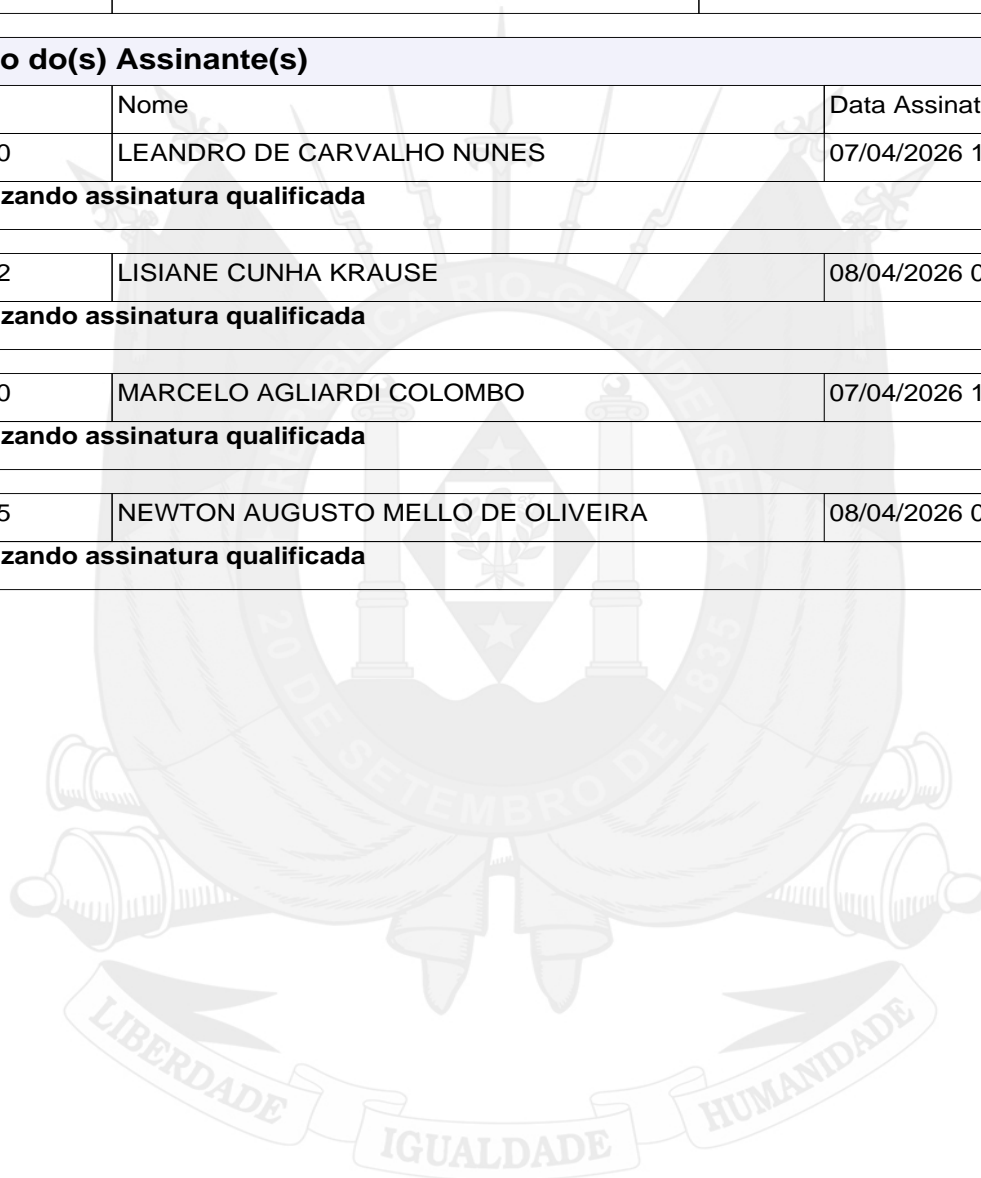 o do(s) Assinante(s)
Nome Data Assinat
0 LEANDRO DE CARVALHO NUNES 07/04/2026 1
zando assinatura qualificada
2 LISIANE CUNHA KRAUSE 08/04/2026 0
zando assinatura qualificada
0 MARCELO AGLIARDI COLOMBO 07/04/2026 1
zando assinatura qualificada
5 NEWTON AUGUSTO MELLO DE OLIVEIRA 08/04/2026 0
zando assinatura qualificada
REPÚBLICA RIO-GRANDENSE
20 DE SETEMBRO DE 1835
LIBERDADE
IGUALDADE
HUMANIDADE